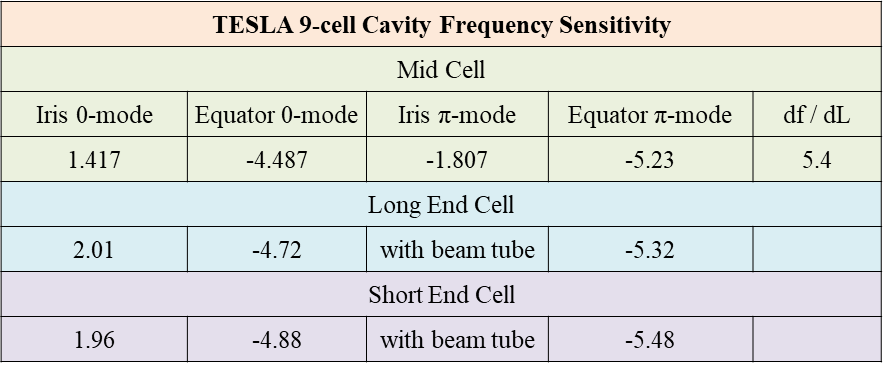 TESLA 9-cell Cavity Frequency Sensitivity
Mid Cell
Iris 0-mode Equator 0-mode Iris π-mode Equator π-mode df / dL
1.417 -4.487 -1.807 -5.23 5.4
Long End Cell
2.01 -4.72 with beam tube -5.32
Short End Cell
1.96 -4.88 with beam tube -5.48